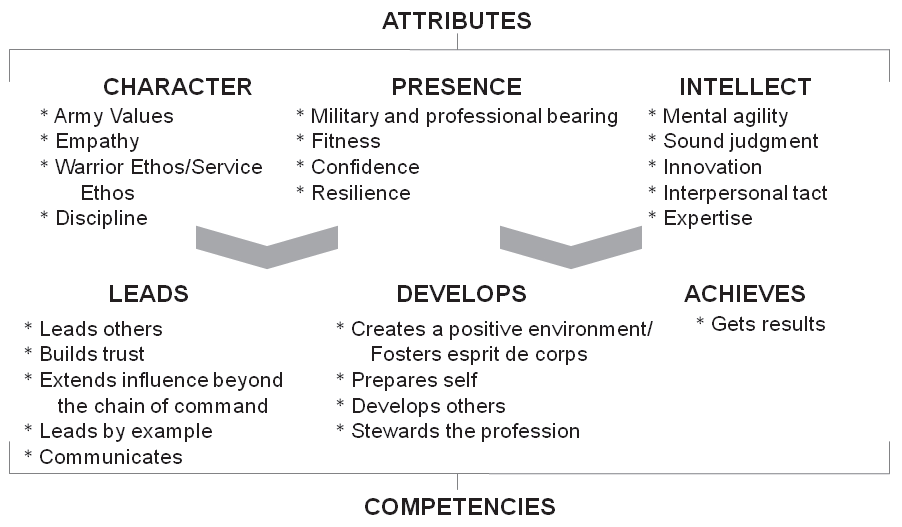 ATTRIBUTES
CHARACTER
* Army Values
* Empathy
* Warrior Ethos/Service
Ethos
* Discipline
PRESENCE
* Military and professional bearing
* Fitness
* Confidence
* Resilience
INTELLECT
* Mental agility
* Sound judgment
* Innovation
* Interpersonal tact
* Expertise
LEADS
* Leads others
* Builds trust
* Extends influence beyond
the chain of command
* Leads by example
* Communicates
DEVELOPS
* Creates a positive environment/
Fosters esprit de corps
* Prepares self
* Develops others
* Stewards the profession
ACHIEVES
* Gets results
COMPETENCIES